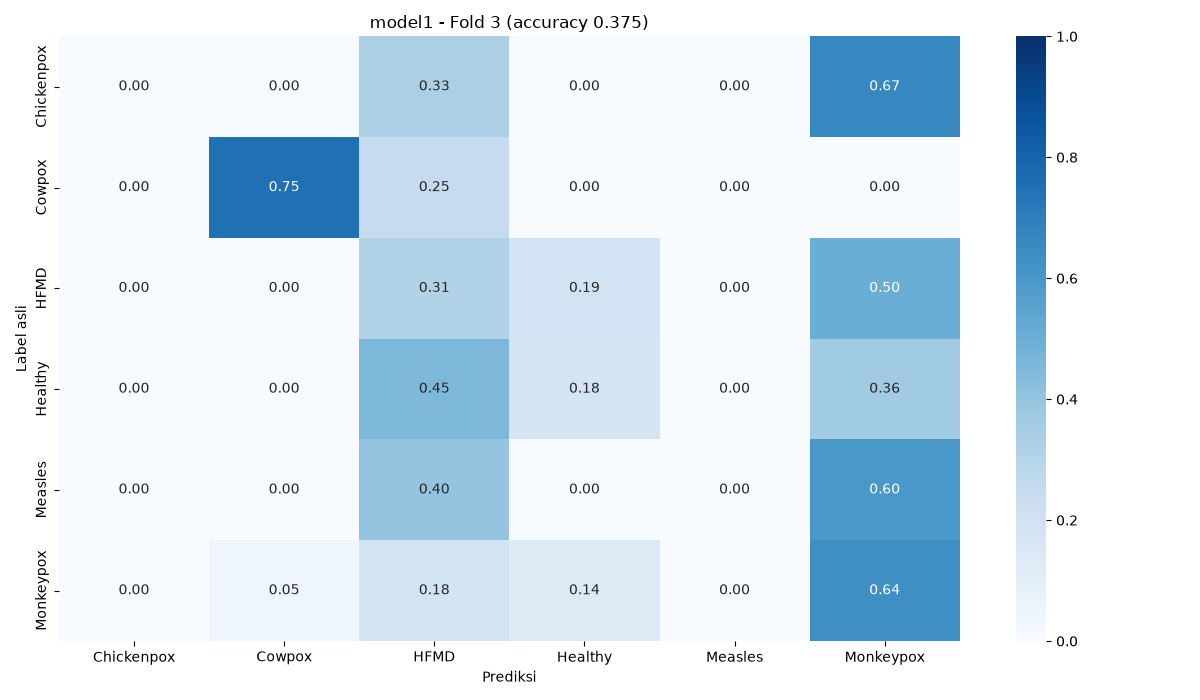 model1 - Fold 3 (accuracy 0.375)
Label asli
Chickenpox 0.00 0.00 0.33 0.00 0.00 0.67
Cowpox 0.00 0.75 0.25 0.00 0.00 0.00
HFMD 0.00 0.00 0.31 0.19 0.00 0.50
Healthy 0.00 0.00 0.45 0.18 0.00 0.36
Measles 0.00 0.00 0.40 0.00 0.00 0.60
Monkeypox 0.00 0.05 0.18 0.14 0.00 0.64
Chickenpox Cowpox HFMD Healthy Measles Monkeypox
Prediksi
1.0
0.8
0.6
0.4
0.2
0.0